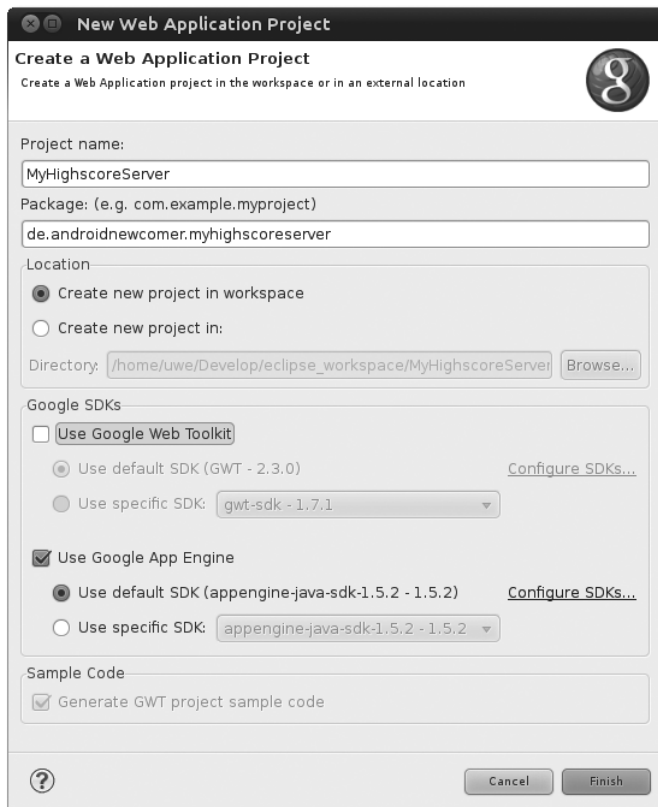 New Web Application Project
Create a Web Application Project
Create a Web Application project in the workspace or in an external location
g
Project name:
MyHighscoreServer
Package: (e.g. com.example.myproject)
de.androidnewcomer.myhighscoreserver
Location
Create new project in workspace
Create new project in:
Directory: /home/uwe/Develop/eclipse_workspace/MyHighscoreServer Browse...
Google SDKs
Use Google Web Toolkit
Use default SDK (GWT - 2.3.0) Configure SDKs...
Use specific SDK: gwt-sdk - 1.7.1
Use Google App Engine
Use default SDK (appengine-java-sdk-1.5.2 - 1.5.2) Configure SDKs...
Use specific SDK: appengine-java-sdk-1.5.2 - 1.5.2
Sample Code
Generate GWT project sample code
? Cancel Finish